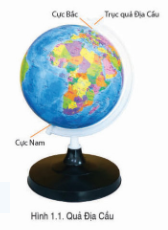 Cực Bắc
Trục quả Địa Cầu
Cực Nam
Hình 1.1. Quả Địa Cầu